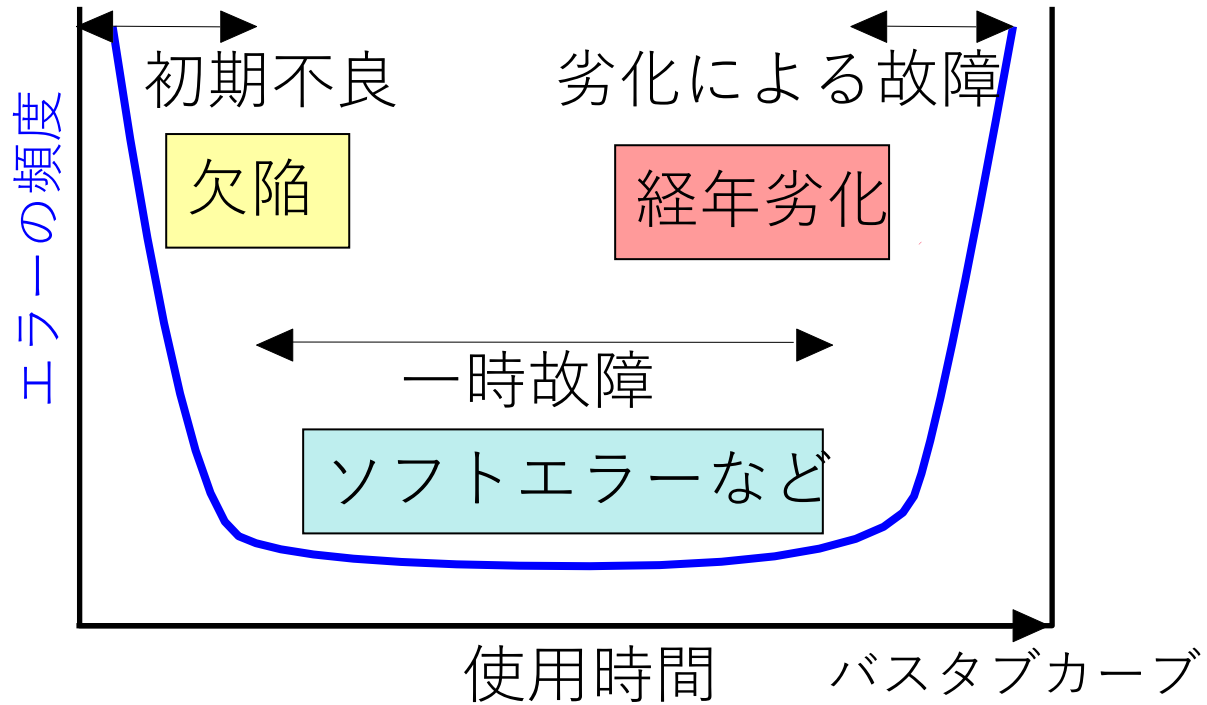 初期不良
劣化による故障
欠陥
経年劣化
エラーの頻度
一時故障
ソフトエラーなど
使用時間
バスタブカーブ